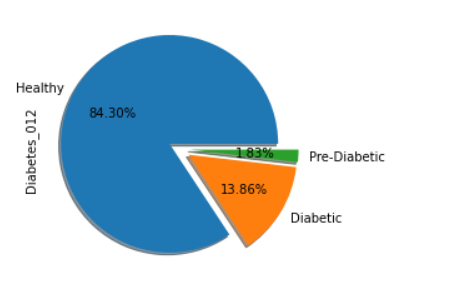 Healthy
84.30%
Diabetes_012
1.83%
Pre-Diabetic
13.86%
Diabetic